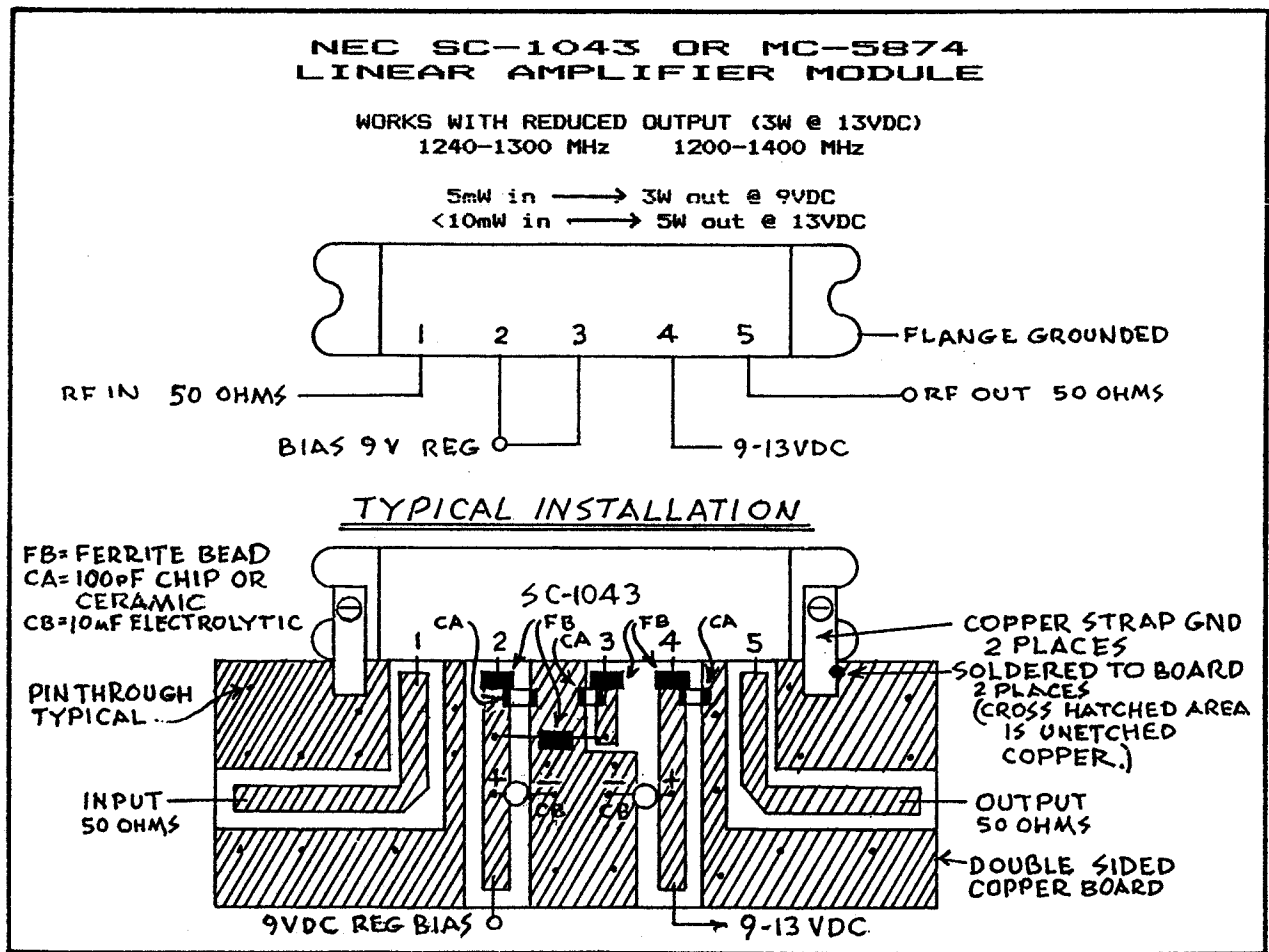 NEC SC-1043 OR MC-5874
LINEAR AMPLIFIER MODULE
WORKS WITH REDUCED OUTPUT (3W @ 13VDC)
1240-1300 MHz 1200-1400 MHz
5mW in → 3W out @ 9VDC
<10mW in → 5W out @ 13VDC
1 2 3 4 5
FLANGE GROUNDED
RF IN 50 OHMS
RF OUT 50 OHMS
BIAS 9V REG
9-13VDC
TYPICAL INSTALLATION
FB=FERRITE BEAD
CA=100pF CHIP OR
CERAMIC
CB=10mF ELECTROLYTIC
SC-1043
CA FB CA FB CA
1 2 3 4 5
COPPER STRAP GND
2 PLACES
SOLDERED TO BOARD
2 PLACES
(CROSS HATCHED AREA
IS UNETCHED
COPPER.)
PIN THROUGH
TYPICAL
+ - - +
CB CB
INPUT
50 OHMS
OUTPUT
50 OHMS
DOUBLE SIDED
COPPER BOARD
9VDC REG BIAS
9-13 VDC